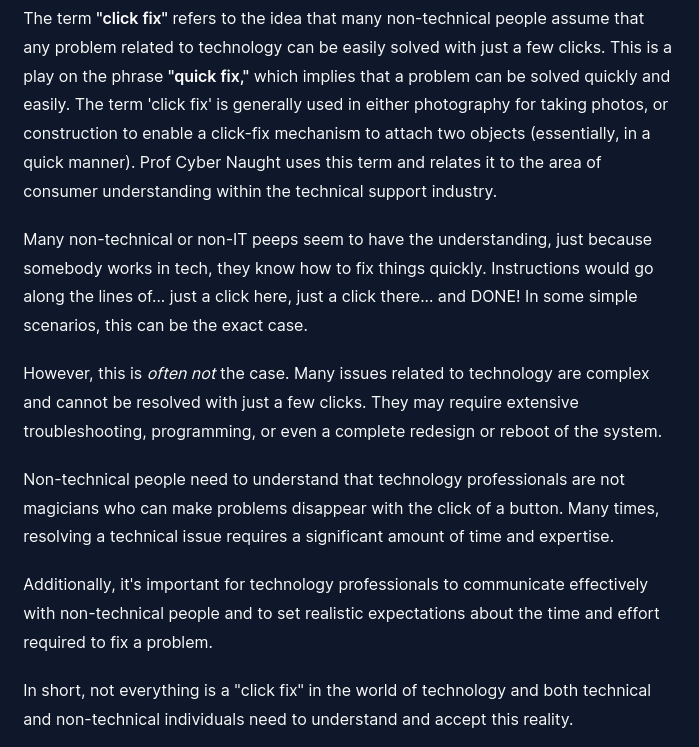 The term "click fix" refers to the idea that many non-technical people assume that
any problem related to technology can be easily solved with just a few clicks. This is a
play on the phrase "quick fix," which implies that a problem can be solved quickly and
easily. The term 'click fix' is generally used in either photography for taking photos, or
construction to enable a click-fix mechanism to attach two objects (essentially, in a
quick manner). Prof Cyber Naught uses this term and relates it to the area of
consumer understanding within the technical support industry.
Many non-technical or non-IT peeps seem to have the understanding, just because
somebody works in tech, they know how to fix things quickly. Instructions would go
along the lines of... just a click here, just a click there... and DONE! In some simple
scenarios, this can be the exact case.
However, this is often not the case. Many issues related to technology are complex
and cannot be resolved with just a few clicks. They may require extensive
troubleshooting, programming, or even a complete redesign or reboot of the system.
Non-technical people need to understand that technology professionals are not
magicians who can make problems disappear with the click of a button. Many times,
resolving a technical issue requires a significant amount of time and expertise.
Additionally, it's important for technology professionals to communicate effectively
with non-technical people and to set realistic expectations about the time and effort
required to fix a problem.
In short, not everything is a "click fix" in the world of technology and both technical
and non-technical individuals need to understand and accept this reality.